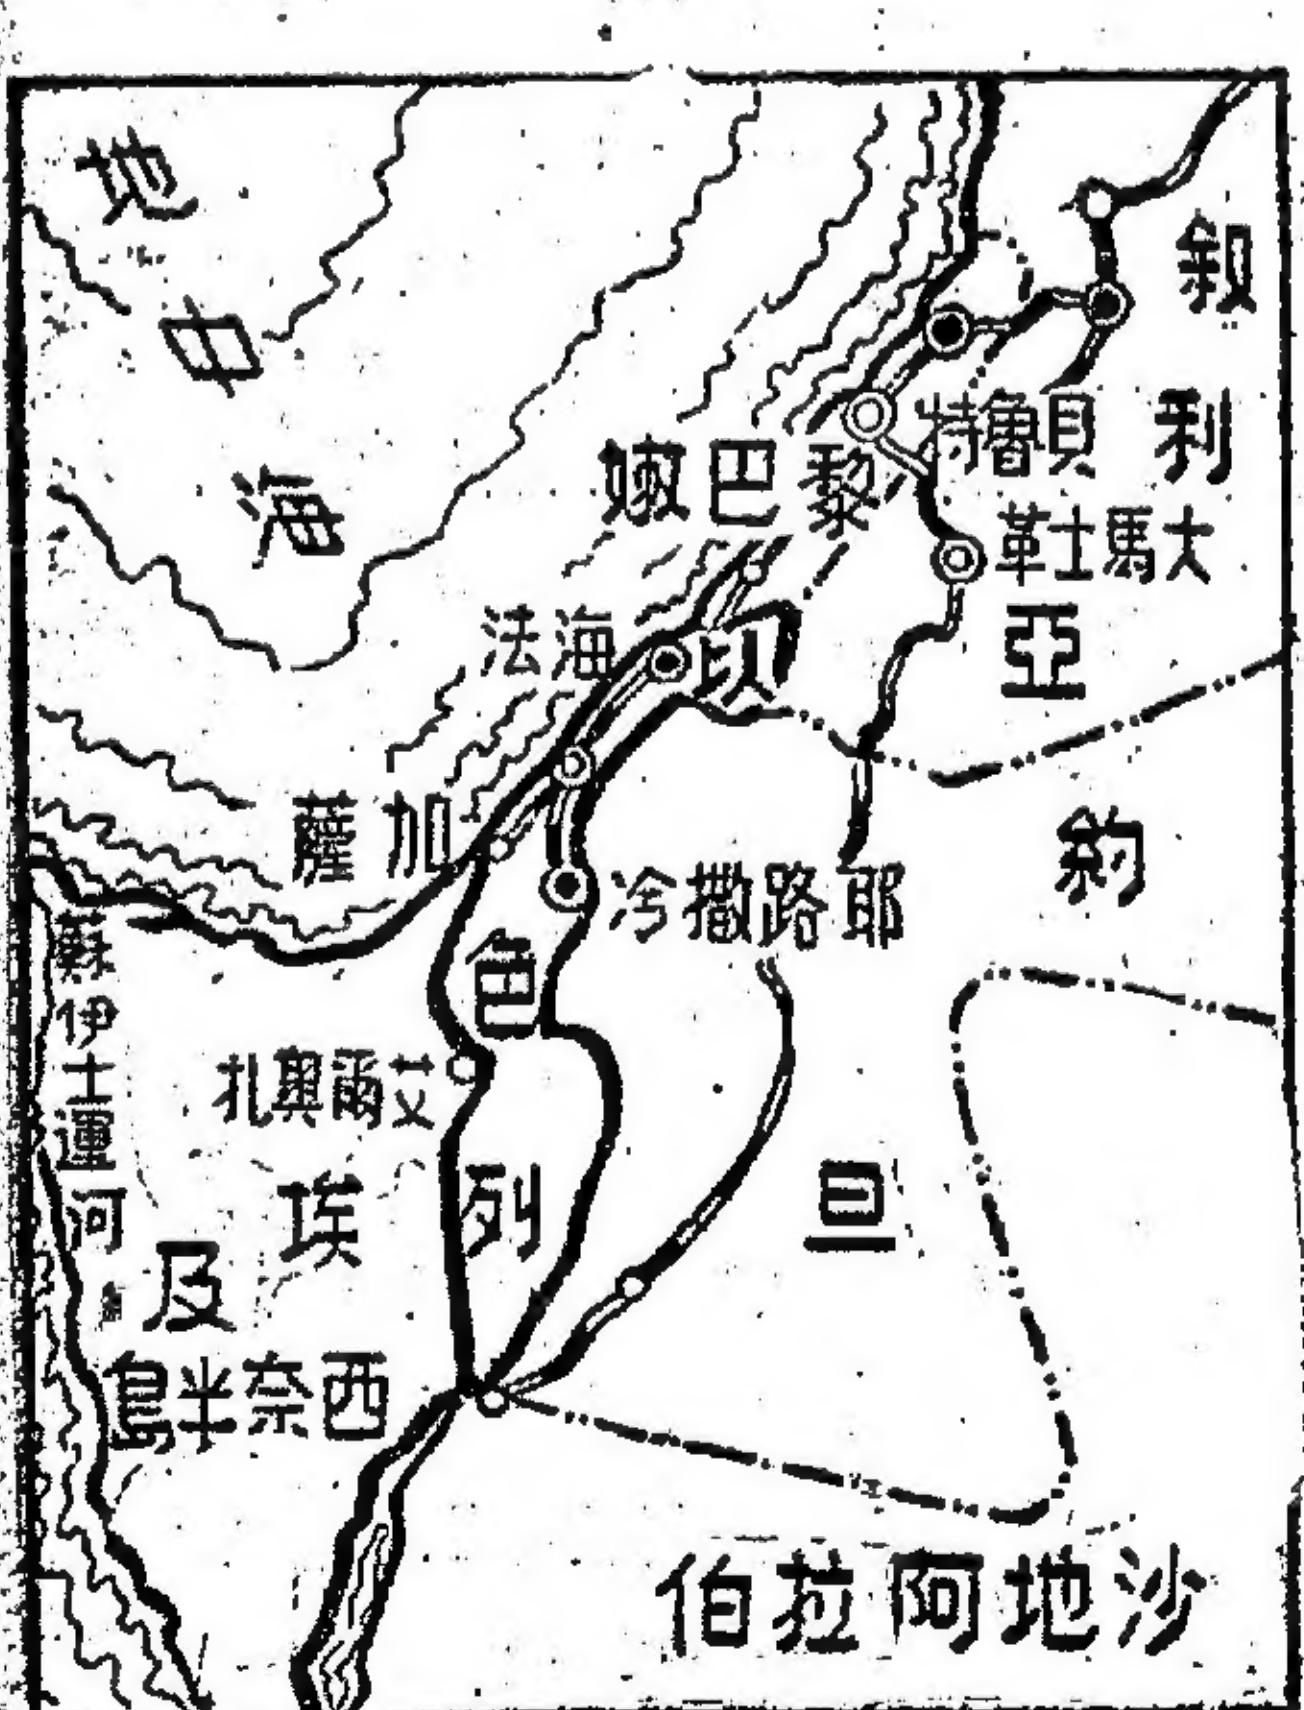 地中海
敍利亞
貝魯特
黎巴嫩
大馬士革
海法
以色列
加薩
耶路撒冷
約旦
蘇伊士運河
艾爾奧扎
埃及
西奈半島
沙地阿拉伯